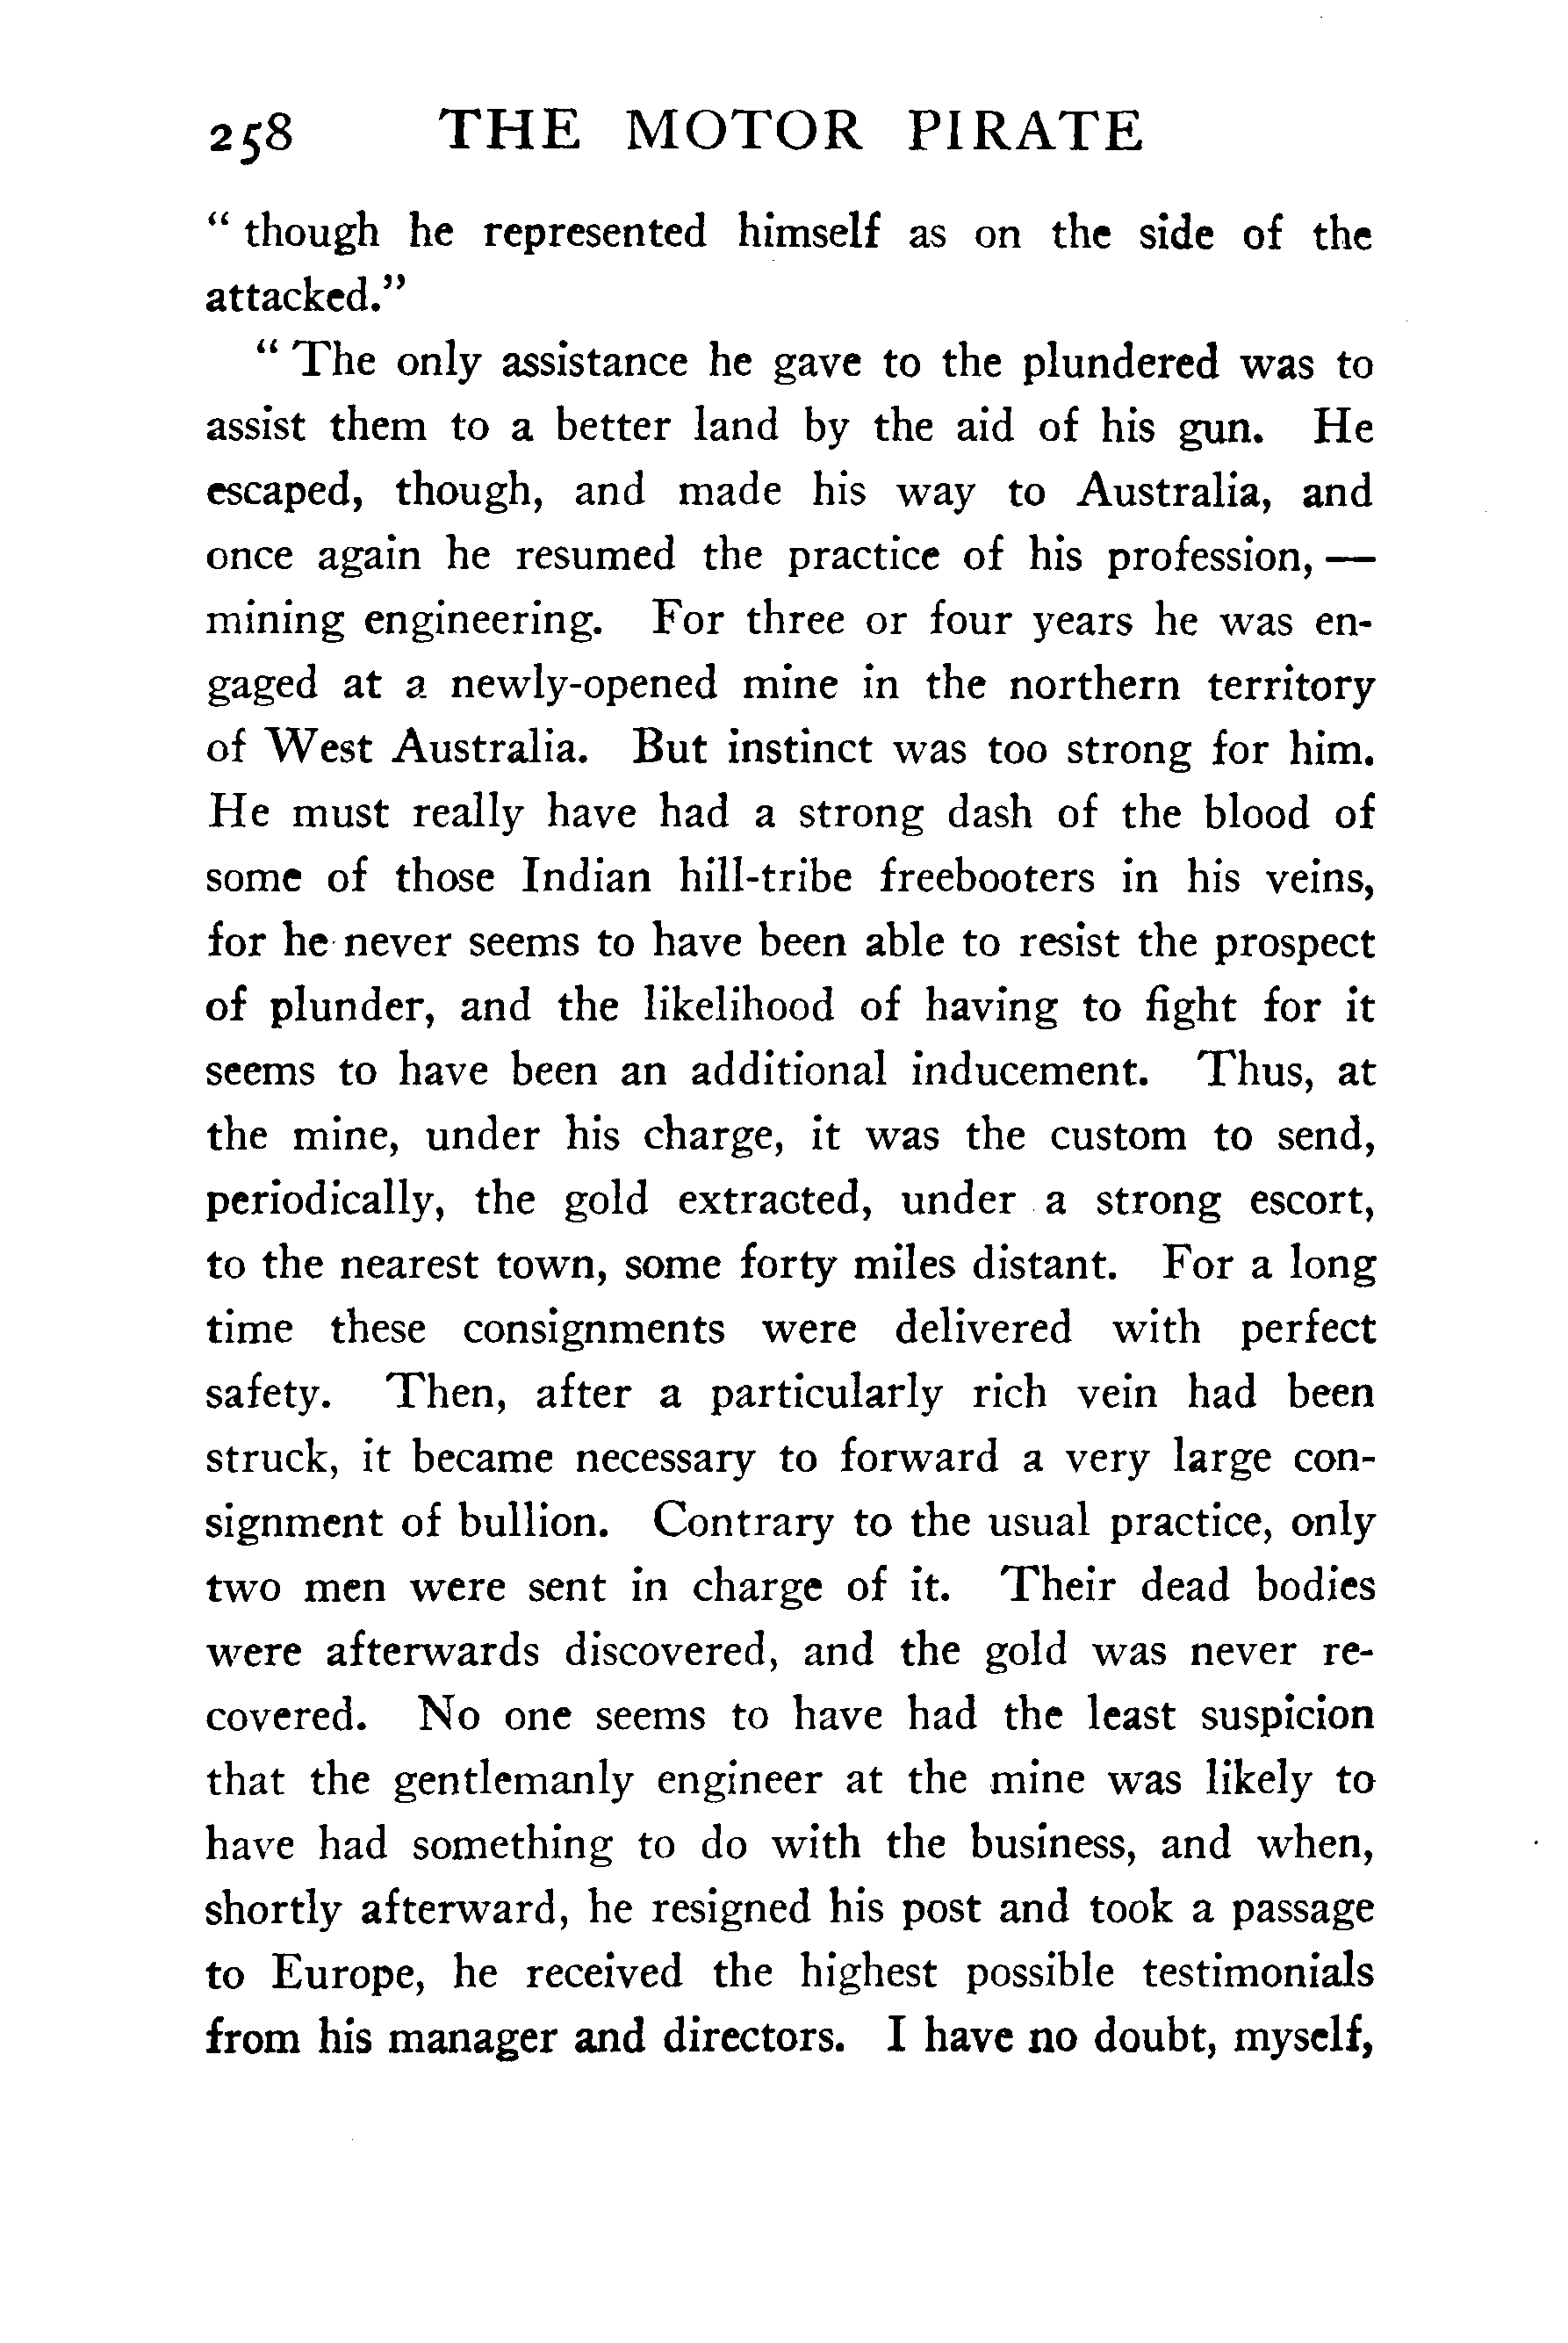 258 THE MOTOR PIRATE
“ though he represented himself as on the side of the
attacked.”
“ The only assistance he gave to the plundered was to
assist them to a better land by the aid of his gun. He
escaped, though, and made his way to Australia, and
once again he resumed the practice of his profession, —
mining engineering. For three or four years he was en-
gaged at a newly-opened mine in the northern territory
of West Australia. But instinct was too strong for him.
He must really have had a strong dash of the blood of
some of those Indian hill-tribe freebooters in his veins,
for he never seems to have been able to resist the prospect
of plunder, and the likelihood of having to fight for it
seems to have been an additional inducement. Thus, at
the mine, under his charge, it was the custom to send,
periodically, the gold extracted, under a strong escort,
to the nearest town, some forty miles distant. For a long
time these consignments were delivered with perfect
safety. Then, after a particularly rich vein had been
struck, it became necessary to forward a very large con-
signment of bullion. Contrary to the usual practice, only
two men were sent in charge of it. Their dead bodies
were afterwards discovered, and the gold was never re-
covered. No one seems to have had the least suspicion
that the gentlemanly engineer at the mine was likely to
have had something to do with the business, and when,
shortly afterward, he resigned his post and took a passage
to Europe, he received the highest possible testimonials
from his manager and directors. I have no doubt, myself,